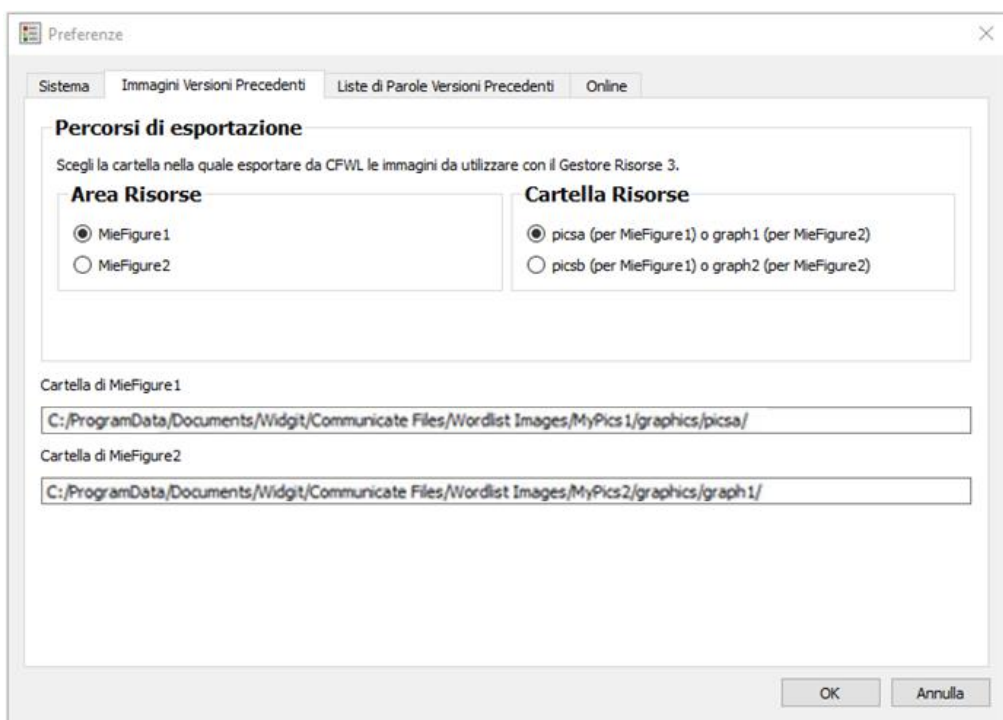 Preferenze
Sistema Immagini Versioni Precedenti Liste di Parole Versioni Precedenti Online
Percorsi di esportazione
Scegli la cartella nella quale esportare da CFWL le immagini da utilizzare con il Gestore Risorse 3.
Area Risorse
MieFigure1
MieFigure2
Cartella Risorse
picsa (per MieFigure1) o graph1 (per MieFigure2)
picsb (per MieFigure1) o graph2 (per MieFigure2)
Cartella di MieFigure1
C:/ProgramData/Documents/Widgit/Communicate Files/Wordlist Images/MyPics1/graphics/picsa/
Cartella di MieFigure2
C:/ProgramData/Documents/Widgit/Communicate Files/Wordlist Images/MyPics2/graphics/graph1/
OK Annulla